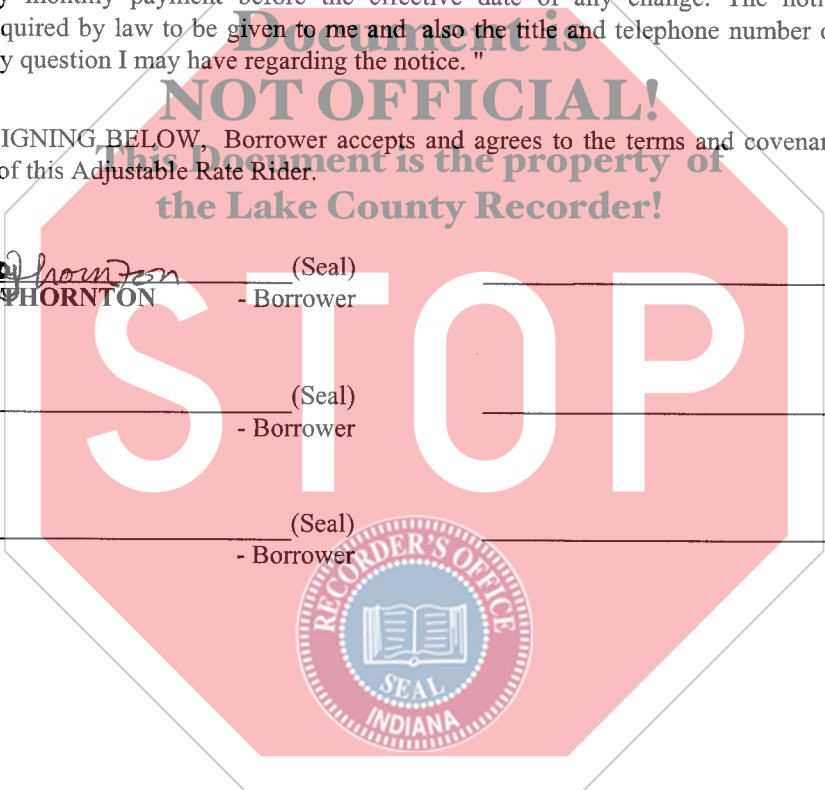 y monthly payment before the effective date of any change. The noti
quired by law to be given to me and also the title and telephone number o
y question I may have regarding the notice. "
Document is
NOT OFFICIAL!
This Document is the property of
the Lake County Recorder!
IGNING BELOW, Borrower accepts and agrees to the terms and covenan
of this Adjustable Rate Rider.
Thornton (Seal)
THORNTON - Borrower
(Seal)
- Borrower
(Seal)
- Borrower
STOP
RECORDER'S OFFICE
SEAL
INDIANA